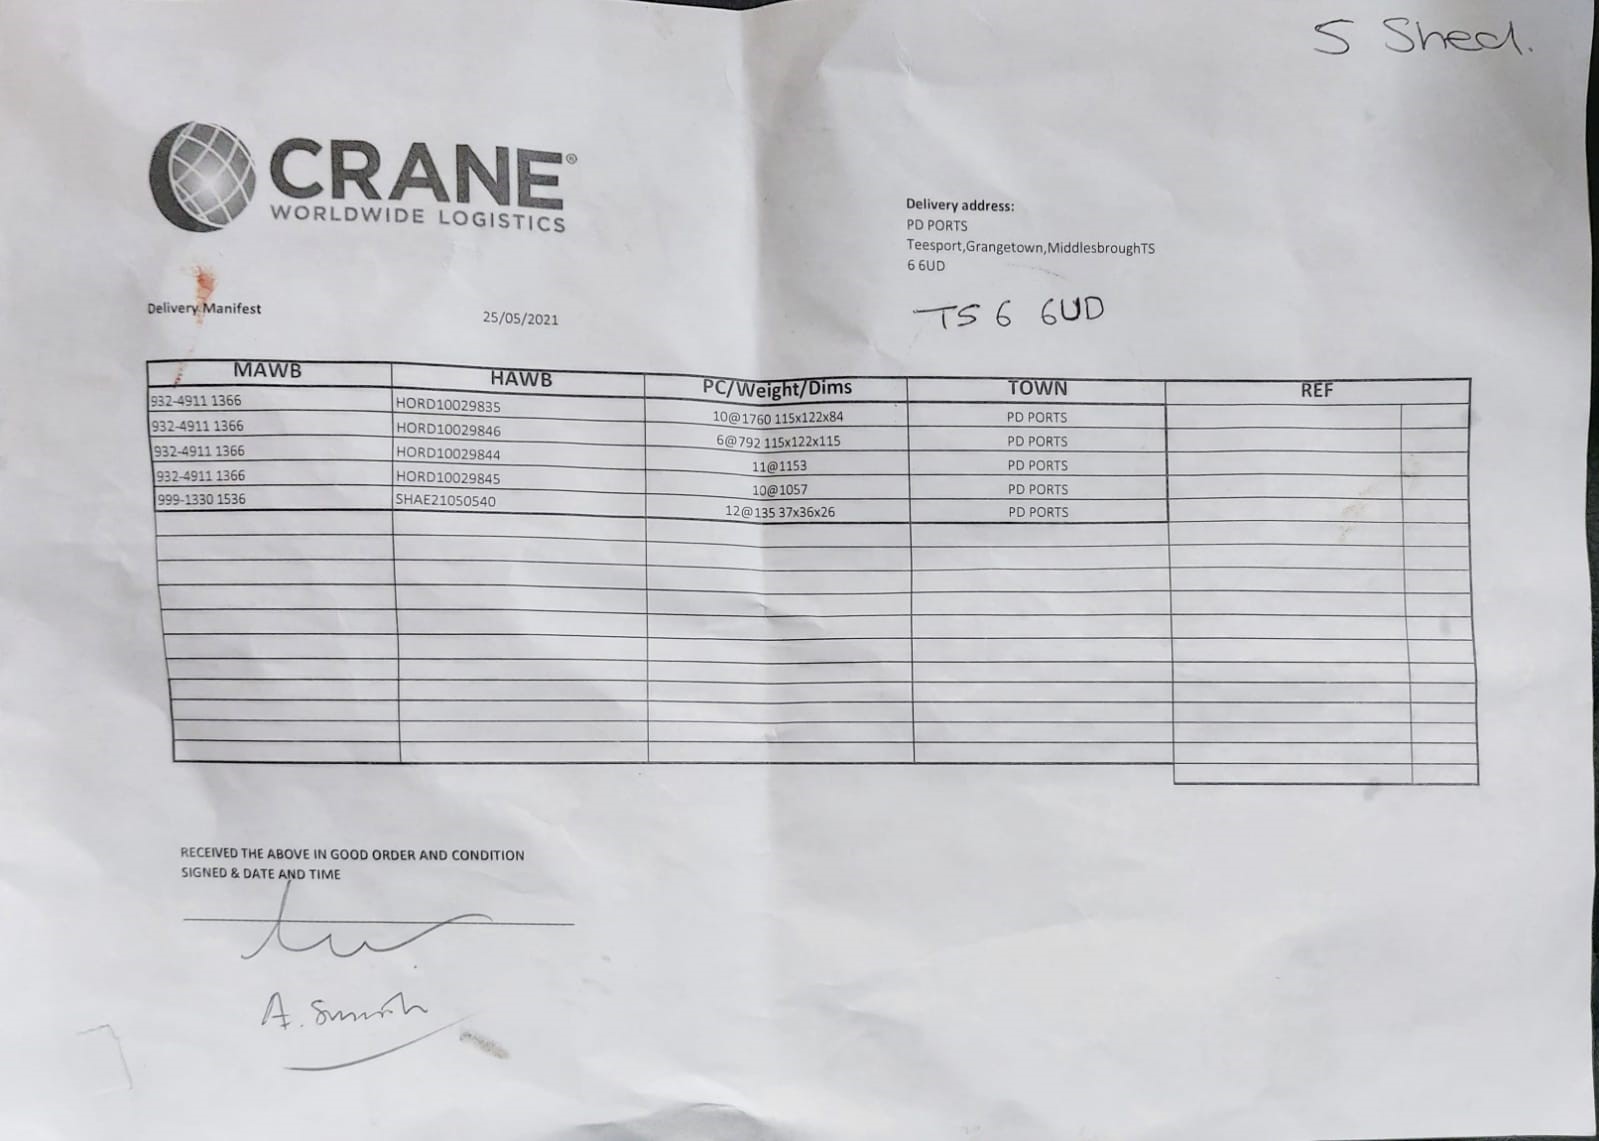 5 Shed.
CRANE®
WORLDWIDE LOGISTICS
Delivery address:
PD PORTS
Teesport,Grangetown,MiddlesbroughTS
6 6UD
TS6 6UD
Delivery Manifest 25/05/2021
MAWB HAWB PC/Weight/Dims TOWN REF
932-4911 1366 HORD10029835 10@1760 115x122x84 PD PORTS
932-4911 1366 HORD10029846 6@792 115x122x115 PD PORTS
932-4911 1366 HORD10029844 11@1153 PD PORTS
932-4911 1366 HORD10029845 10@1057 PD PORTS
999-1330 1536 SHAE21050540 12@135 37x36x26 PD PORTS
RECEIVED THE ABOVE IN GOOD ORDER AND CONDITION
SIGNED & DATE AND TIME
A. Smith